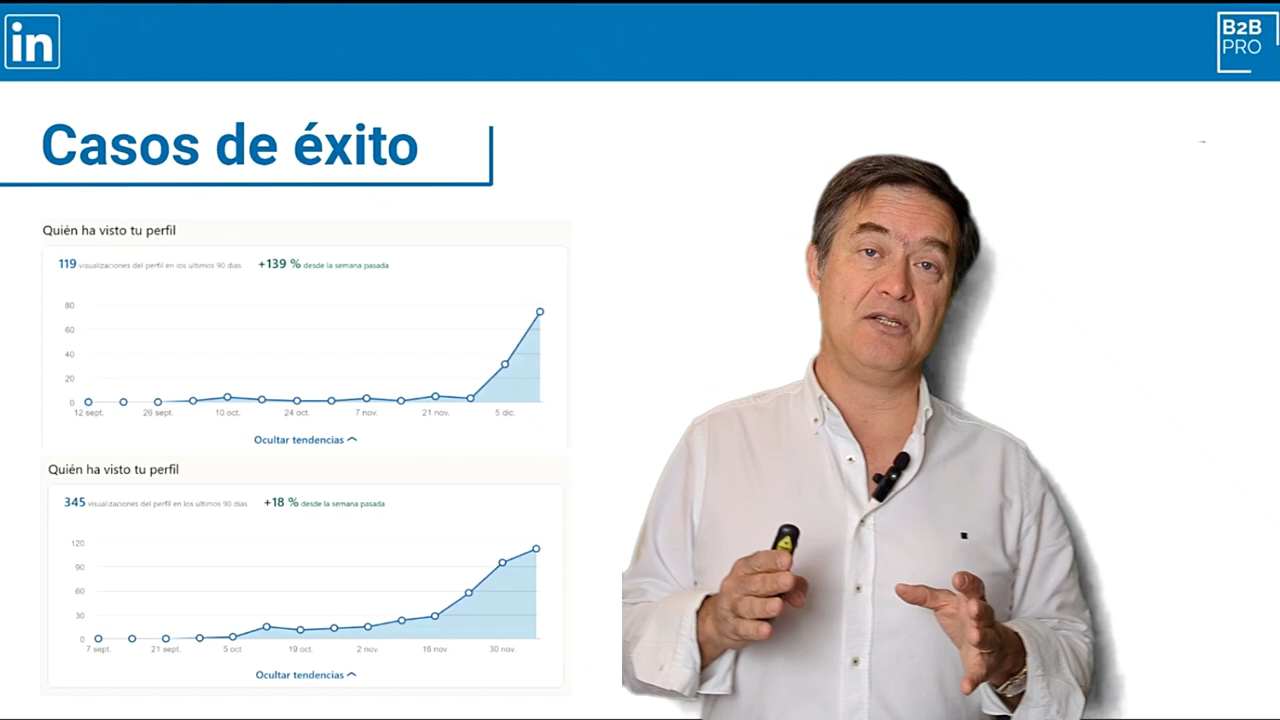 in
B2B
PRO
Casos de éxito
Quién ha visto tu perfil
119 visualizaciones del perfil en los últimos 90 días +139 % desde la semana pasada
80
60
40
20
0
12 sept. 26 sept. 10 oct. 24 oct. 7 nov. 21 nov. 5 dic.
Ocultar tendencias
Quién ha visto tu perfil
345 visualizaciones del perfil en los últimos 90 días +18 % desde la semana pasada
120
90
60
30
0
7 sept. 21 sept. 5 oct. 19 oct. 2 nov. 16 nov. 30 nov.
Ocultar tendencias